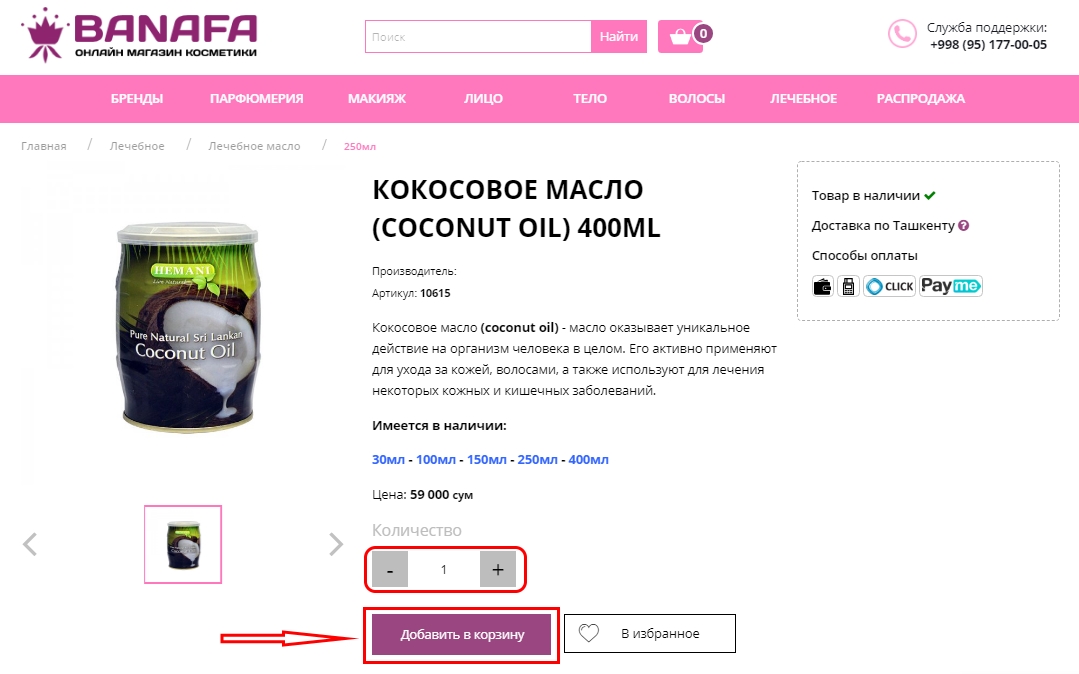 BANAFA
ОНЛАЙН МАГАЗИН КОСМЕТИКИ
Поиск
Найти
0
Служба поддержки:
+998 (95) 177-00-05
БРЕНДЫ ПАРФЮМЕРИЯ МАКИЯЖ ЛИЦО ТЕЛО ВОЛОСЫ ЛЕЧЕБНОЕ РАСПРОДАЖА
Главная / Лечебное / Лечебное масло / 250мл
КОКОСОВОЕ МАСЛО
(COCONUT OIL) 400ML
Производитель:
Артикул: 10615
Кокосовое масло (coconut oil) - масло оказывает уникальное
действие на организм человека в целом. Его активно применяют
для ухода за кожей, волосами, а также используют для лечения
некоторых кожных и кишечных заболеваний.
Имеется в наличии:
30мл - 100мл - 150мл - 250мл - 400мл
Цена: 59 000 сум
Количество
- 1 +
Добавить в корзину
В избранное
Товар в наличии
Доставка по Ташкенту ?
Способы оплаты
CLICK Payme
HEMANI
Live Natural
Pure Natural Sri Lankan
Coconut Oil